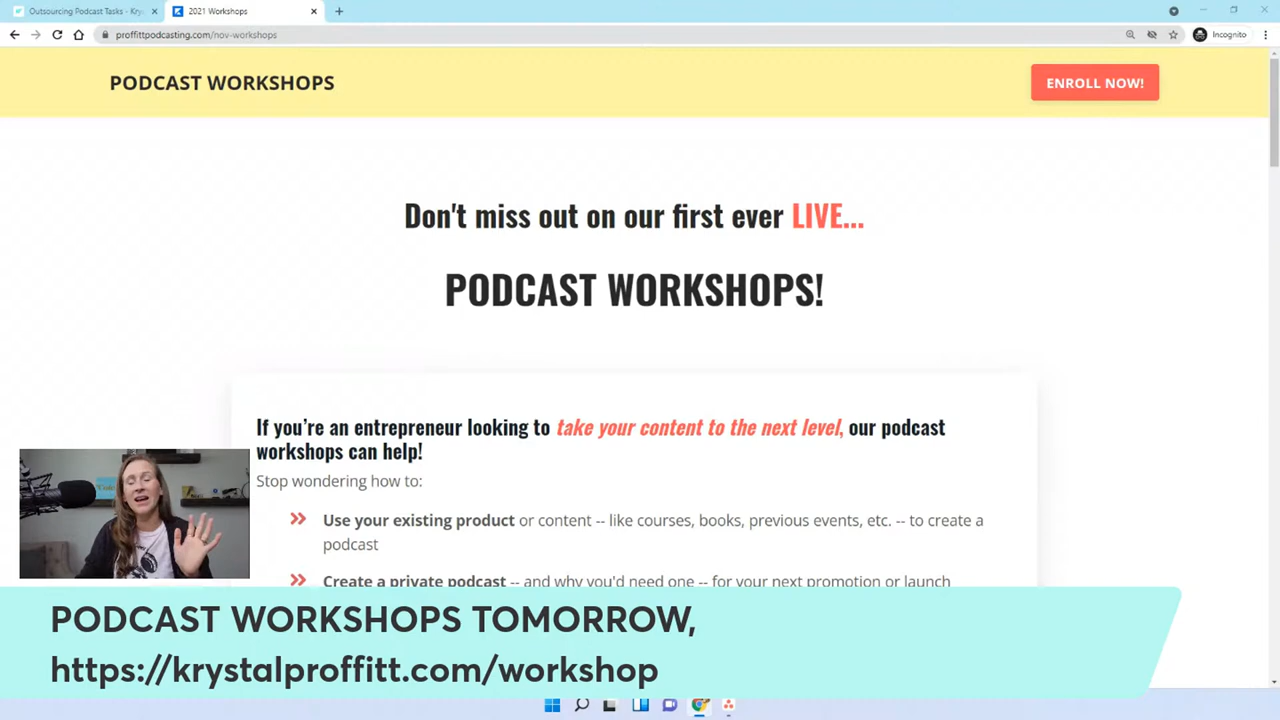 Outsourcing Podcast Tasks - Kry
2021 Workshops
proffittpodcasting.com/nov-workshops
Incognito
PODCAST WORKSHOPS
ENROLL NOW!
Don't miss out on our first ever LIVE...
PODCAST WORKSHOPS!
If you're an entrepreneur looking to take your content to the next level, our podcast
workshops can help!
Stop wondering how to:
Use your existing product or content -- like courses, books, previous events, etc. -- to create a
podcast
Create a private podcast -- and why you'd need one -- for your next promotion or launch
PODCAST WORKSHOPS TOMORROW,
https://krystalproffitt.com/workshop